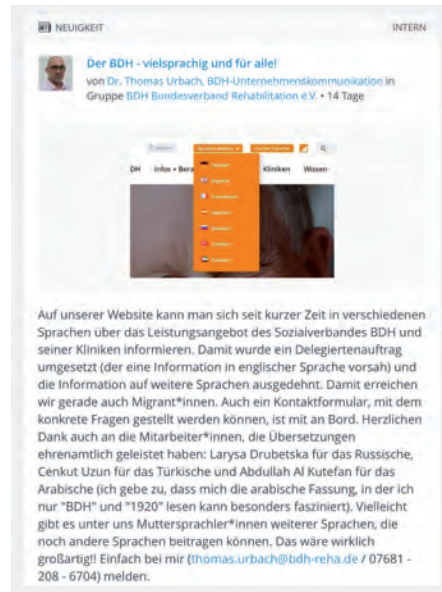 NEUIGKEIT INTERN
Der BDH - vielsprachig und für alle!
von Dr. Thomas Urbach, BDH-Unternehmenskommunikation in
Gruppe BDH Bundesverband Rehabilitation e.V. • 14 Tage
DH Infos + Bera Kliniken Wissen
Auf unserer Website kann man sich seit kurzer Zeit in verschiedenen
Sprachen über das Leistungsangebot des Sozialverbandes BDH und
seiner Kliniken informieren. Damit wurde ein Delegiertenauftrag
umgesetzt (der eine Information in englischer Sprache vorsah) und
die Information auf weitere Sprachen ausgedehnt. Damit erreichen
wir gerade auch Migrant*innen. Auch ein Kontaktformular, mit dem
konkrete Fragen gestellt werden können, ist mit an Bord. Herzlichen
Dank auch an die Mitarbeiter*innen, die Übersetzungen
ehrenamtlich geleistet haben: Larysa Drubetska für das Russische,
Cenkut Uzun für das Türkische und Abdullah Al Kutefan für das
Arabische (ich gebe zu, dass mich die arabische Fassung, in der ich
nur "BDH" und "1920" lesen kann besonders fasziniert). Vielleicht
gibt es unter uns Muttersprachler*innen weiterer Sprachen, die
noch andere Sprachen beitragen können. Das wäre wirklich
großartig!! Einfach bei mir (thomas.urbach@bdh-reha.de / 07681 -
208 - 6704) melden.